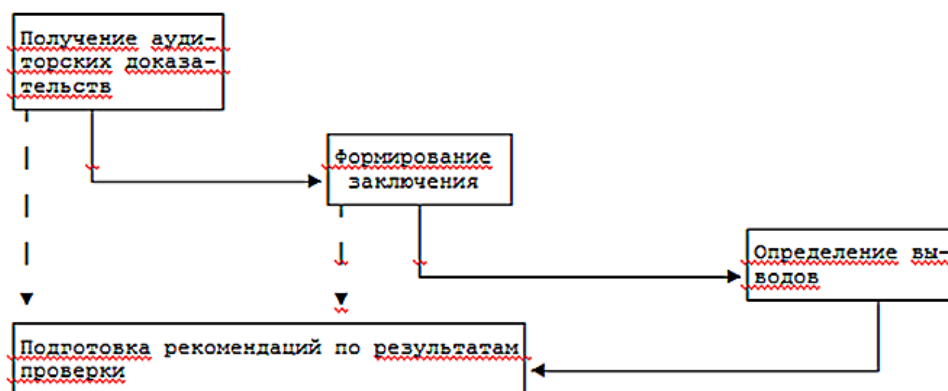 Получение ауди-
торских доказа-
тельств
Формирование
заключения
Определение вы-
водов
Подготовка рекомендаций по результатам
проверки